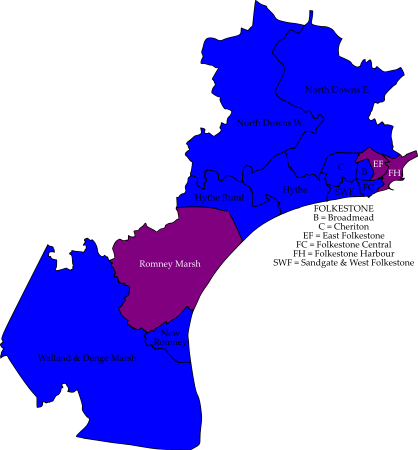 North Downs E.
North Downs W.
EF
C
B
FH
FC
SWF
Hythe
Hythe Rural
FOLKESTONE
B = Broadmead
C = Cheriton
EF = East Folkestone
FC = Folkestone Central
FH = Folkestone Harbour
SWF = Sandgate & West Folkestone
Romney Marsh
New
Romney
Walland & Denge Marsh